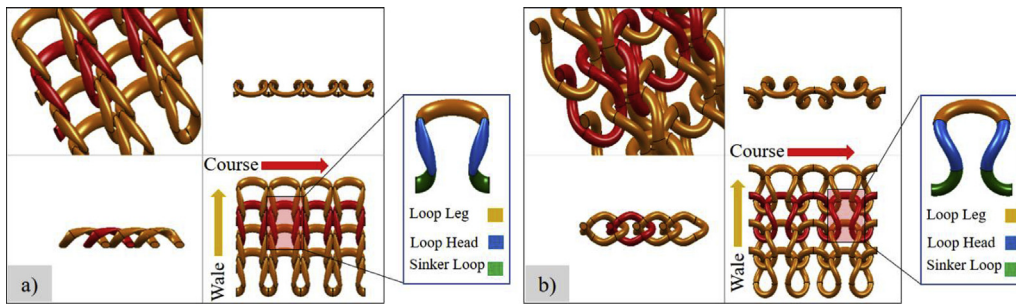 Course
Wale
Loop Leg
Loop Head
Sinker Loop
a)
Course
Wale
Loop Leg
Loop Head
Sinker Loop
b)